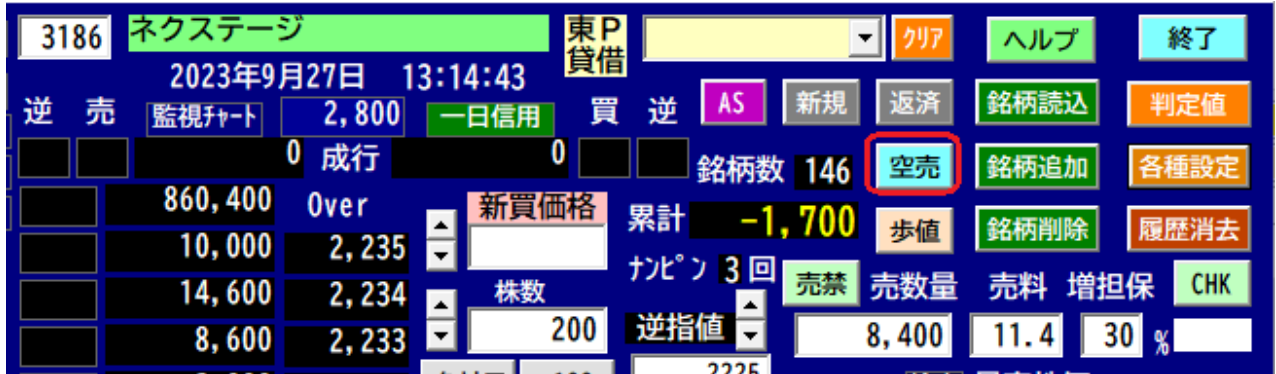 3186 ネクステージ 東P 貸借 クリア ヘルプ 終了
2023年9月27日 13:14:43
逆 売 監視チャート 2,800 一日信用 買 逆 AS 新規 返済 銘柄読込 判定値
0 成行 0 銘柄数 146 空売 銘柄追加 各種設定
860,400 Over 新買価格 累計 -1,700 歩値 銘柄削除 履歴消去
10,000 2,235 ナンピン 3回
14,600 2,234 株数 売禁 売数量 売料 増担保 CHK
8,600 2,233 200 逆指値 8,400 11.4 30 %
2225